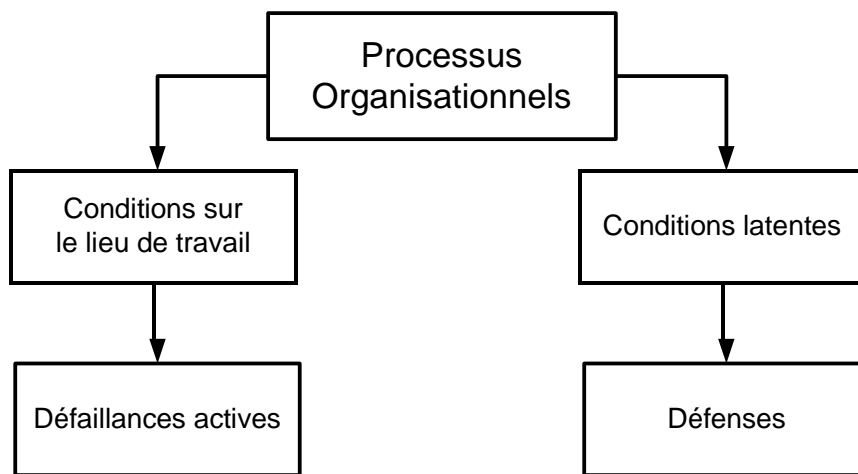 Processus
Organisationnels
Conditions sur
le lieu de travail
Conditions latentes
Défaillances actives
Défenses